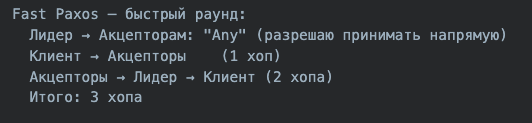 Fast Paxos — быстрый раунд:
Лидер → Акцепторам: "Any" (разрешаю принимать напрямую)
Клиент → Акцепторы (1 хоп)
Акцепторы → Лидер → Клиент (2 хопа)
Итого: 3 хопа